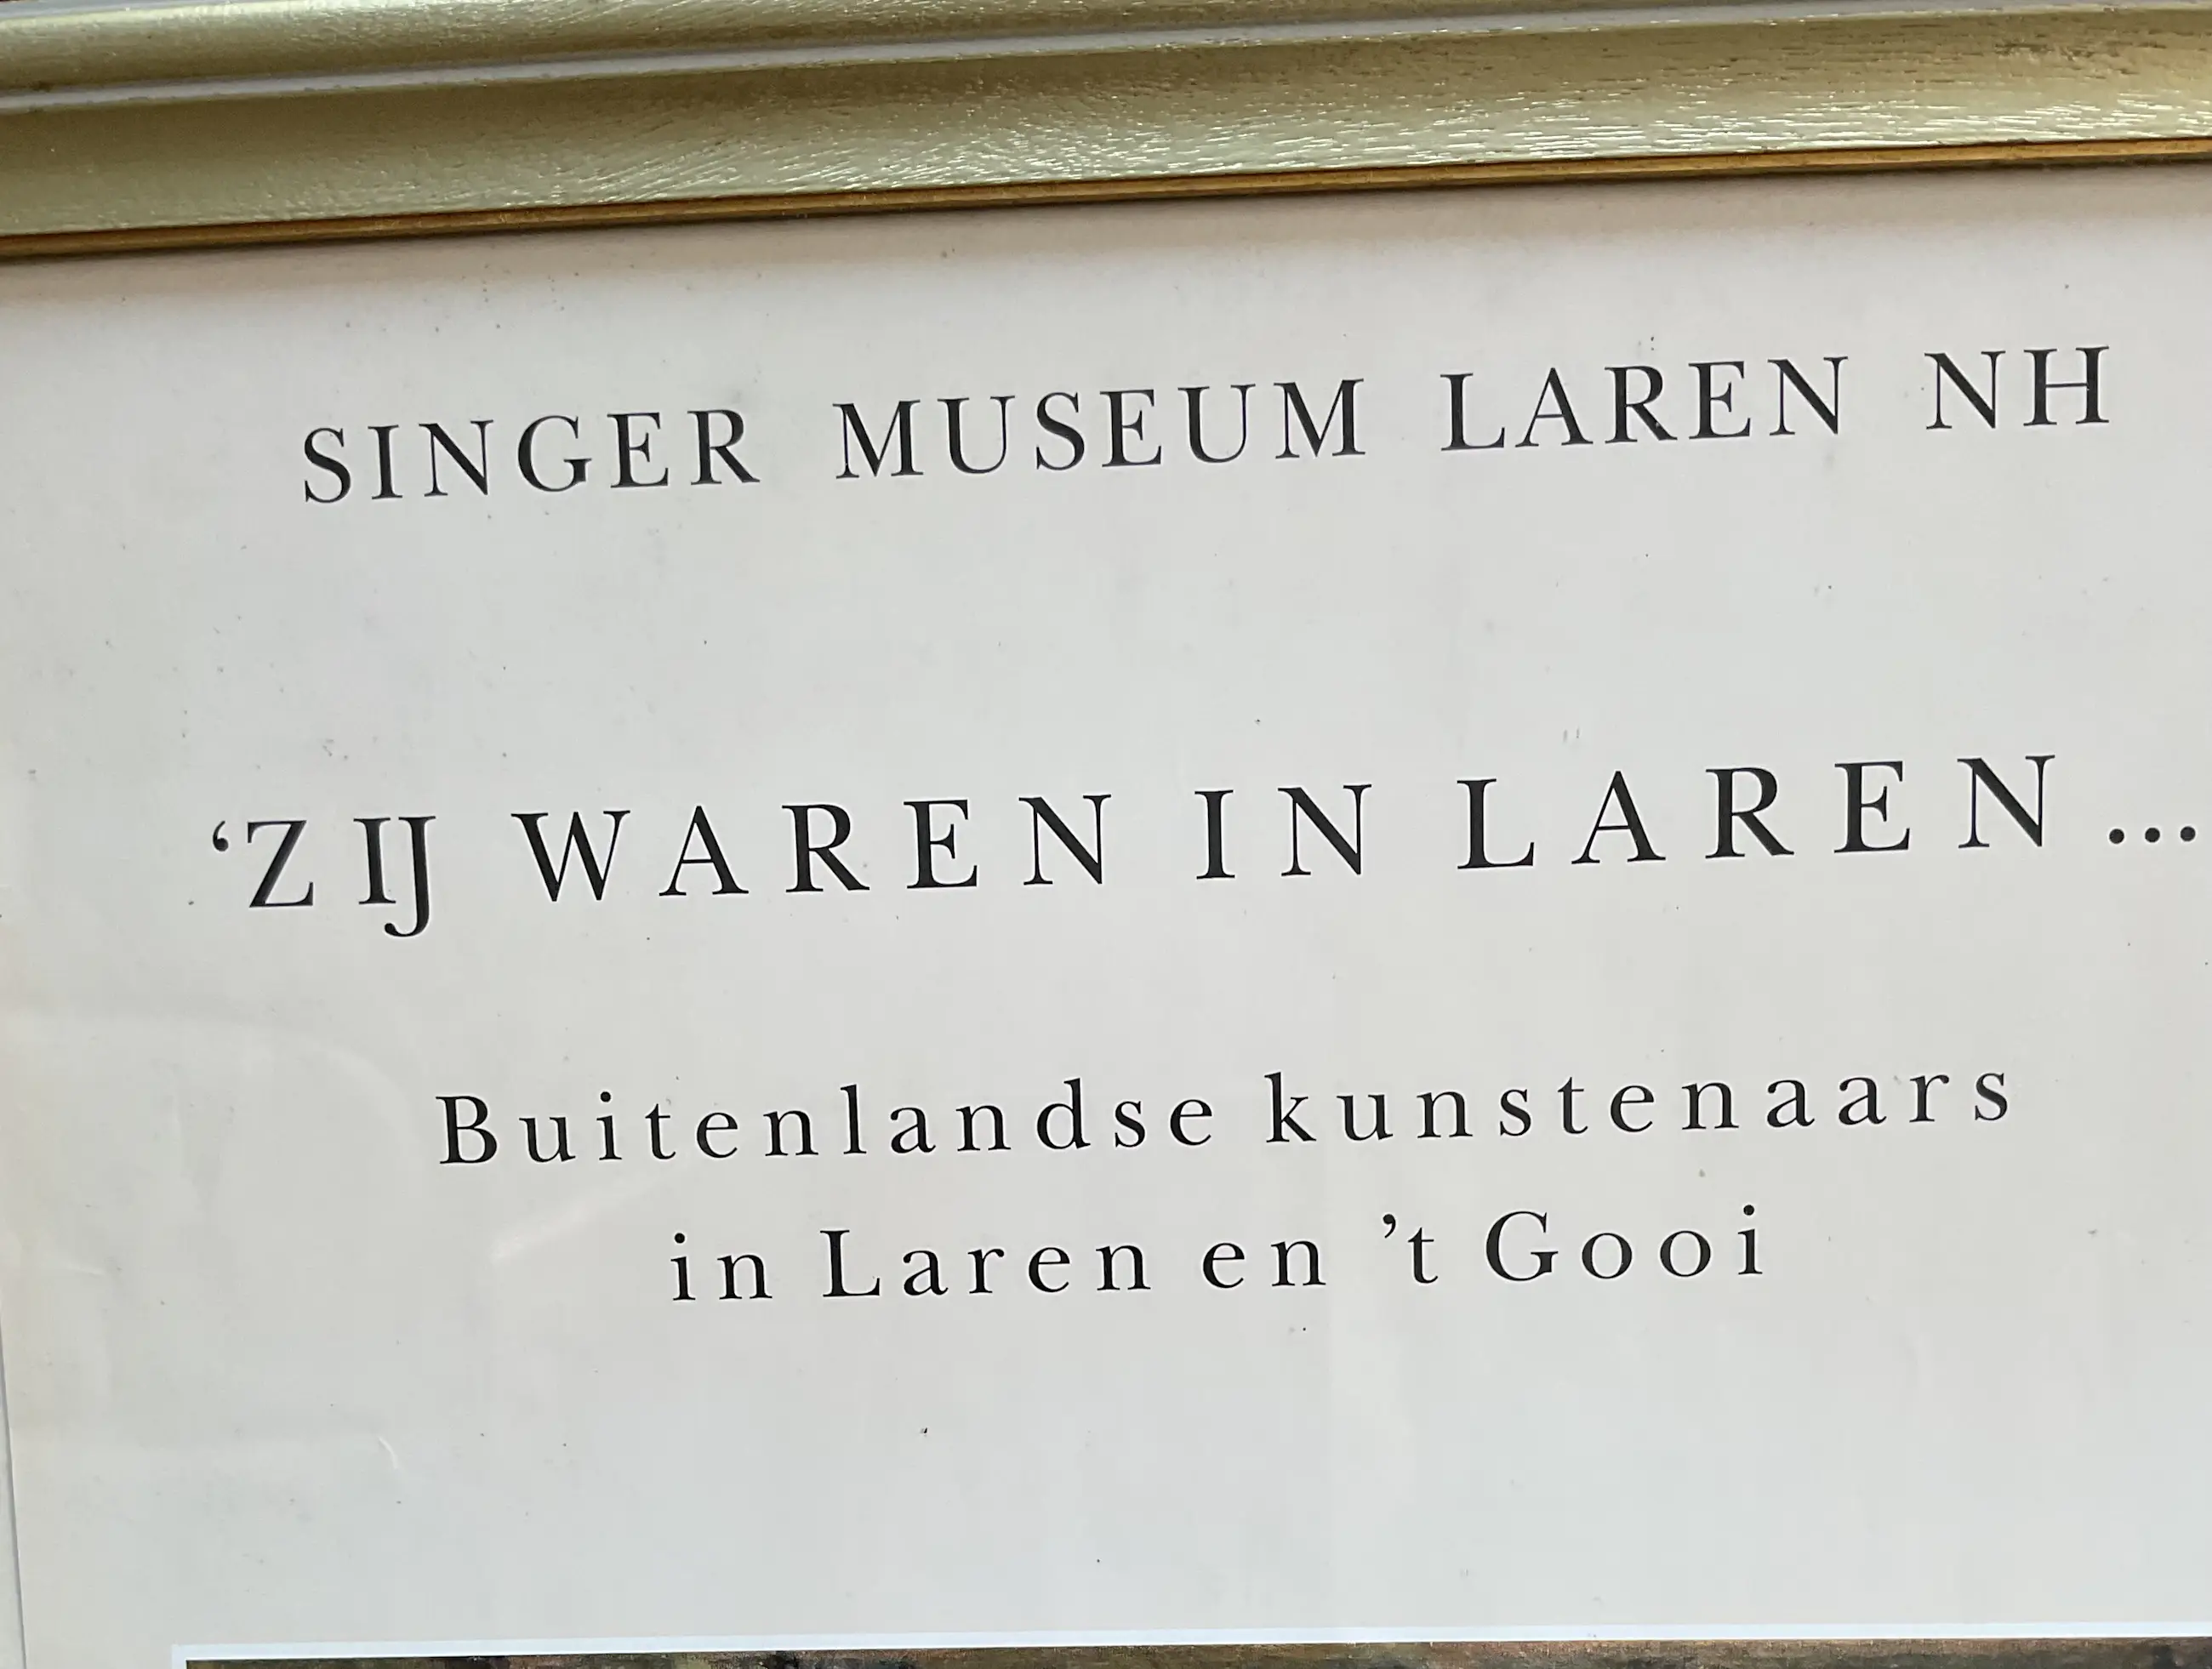 SINGER MUSEUM LAREN NH
‘ZIJ WAREN IN LAREN...
Buitenlandse kunstenaars
in Laren en ’t Gooi